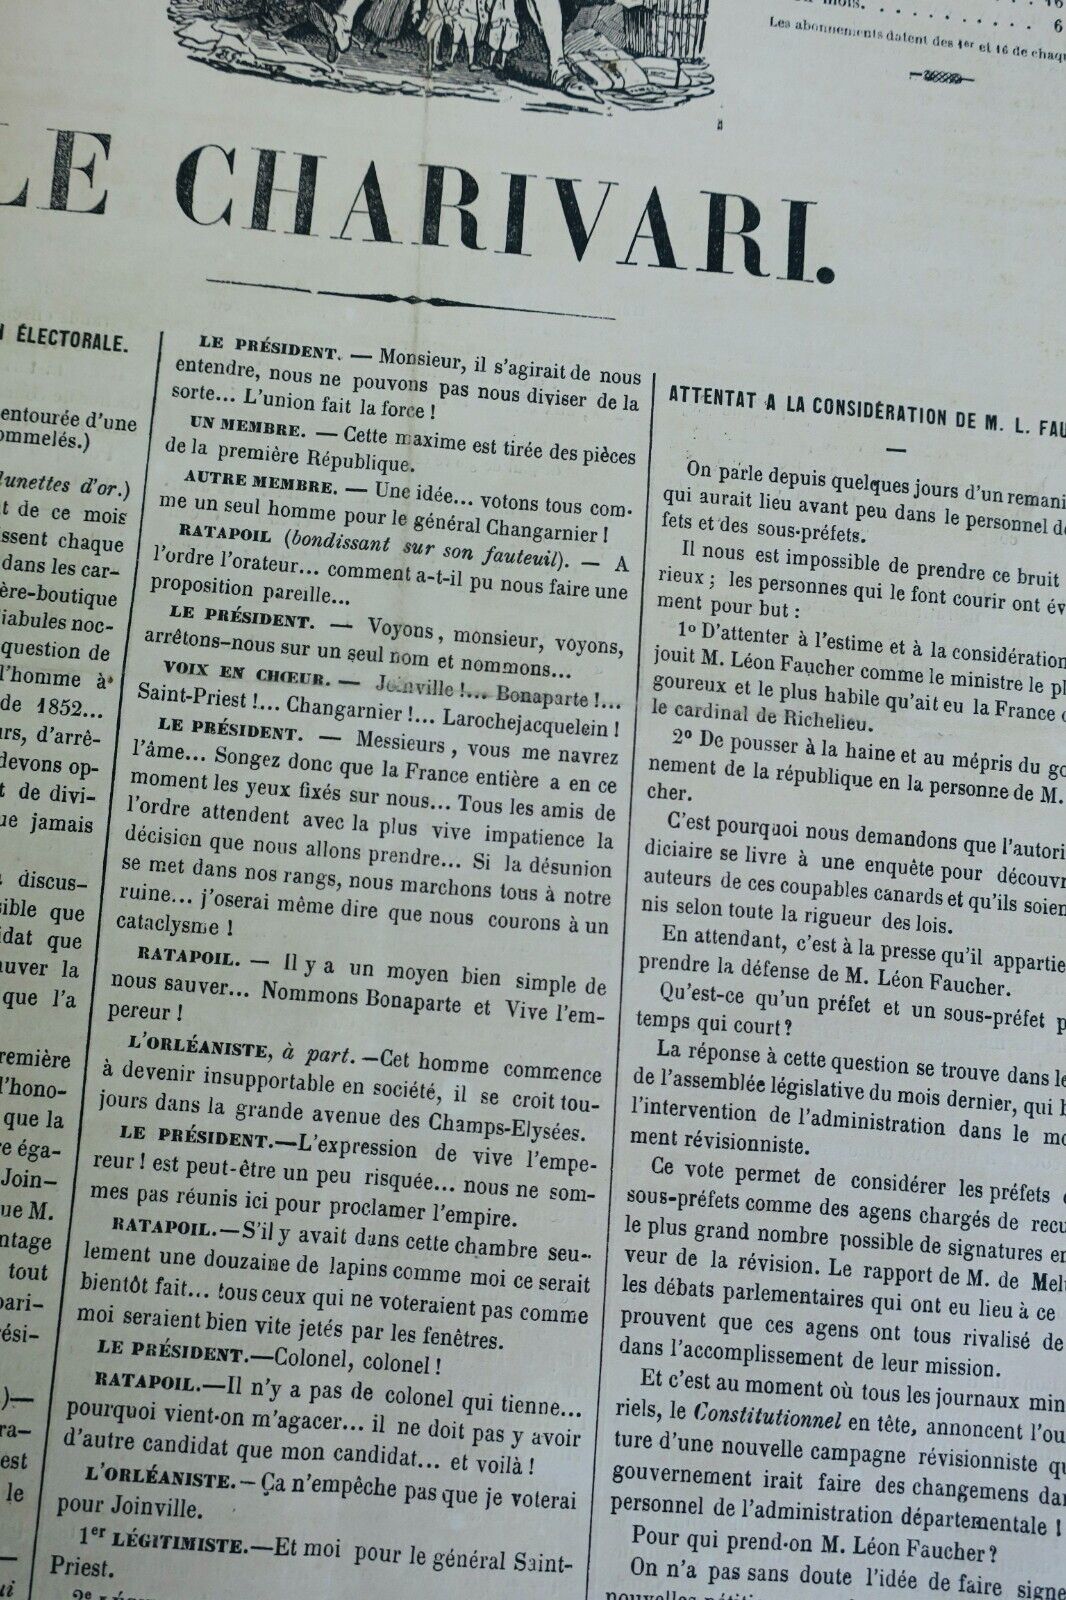 mois. . . . . . . . . . . 6
Les abonnements datent des 1er et 16 de chaq
LE CHARIVARI.
ÉLECTORALE.
entourée d'une
ommelés.)
lunettes d'or.)
t de ce mois
issent chaque
dans les car-
ère-boutique
iabules noc-
question de
l'homme à
de 1852...
urs, d'arrê-
devons op-
t de divi-
ue jamais
discus-
sible que
idat que
auver la
que l'a
remière
l'hono-
que la
re éga-
Join-
ue M.
ntage
tout
pari-
rési-
)—
ra-
est
le
LE PRÉSIDENT. — Monsieur, il s'agirait de nous
entendre, nous ne pouvons pas nous diviser de la
sorte... L'union fait la force !
UN MEMBRE. — Cette maxime est tirée des pièces
de la première République.
AUTRE MEMBRE. — Une idée... votons tous com-
me un seul homme pour le général Changarnier !
RATAPOIL (bondissant sur son fauteuil). — A
l'ordre l'orateur... comment a-t-il pu nous faire une
proposition pareille...
LE PRÉSIDENT. — Voyons, monsieur, voyons,
arrêtons-nous sur un seul nom et nommons...
VOIX EN CHŒUR. — Joinville !... Bonaparte !...
Saint-Priest !... Changarnier !... Larochejacquelein !
LE PRÉSIDENT. — Messieurs, vous me navrez
l'âme... Songez donc que la France entière a en ce
moment les yeux fixés sur nous... Tous les amis de
l'ordre attendent avec la plus vive impatience la
décision que nous allons prendre... Si la désunion
se met dans nos rangs, nous marchons tous à notre
ruine... j'oserai même dire que nous courons à un
cataclysme !
RATAPOIL. — Il y a un moyen bien simple de
nous sauver... Nommons Bonaparte et Vive l'em-
pereur !
L'ORLÉANISTE, à part. —Cet homme commence
à devenir insupportable en société, il se croit tou-
jours dans la grande avenue des Champs-Elysées.
LE PRÉSIDENT.—L'expression de vive l'empe-
reur ! est peut-être un peu risquée... nous ne som-
mes pas réunis ici pour proclamer l'empire.
RATAPOIL.—S'il y avait dans cette chambre seu-
lement une douzaine de lapins comme moi ce serait
bientôt fait... tous ceux qui ne voteraient pas comme
moi seraient bien vite jetés par les fenêtres.
LE PRÉSIDENT.—Colonel, colonel !
RATAPOIL.—Il n'y a pas de colonel qui tienne...
pourquoi vient-on m'agacer... il ne doit pas y avoir
d'autre candidat que mon candidat... et voilà !
L'ORLÉANISTE.—Ça n'empêche pas que je voterai
pour Joinville.
1er LÉGITIMISTE.—Et moi pour le général Saint-
Priest.
ATTENTAT A LA CONSIDÉRATION DE M. L. FAU
On parle depuis quelques jours d'un remani
qui aurait lieu avant peu dans le personnel de
fets et des sous-préfets.
Il nous est impossible de prendre ce bruit
rieux ; les personnes qui le font courir ont év
ment pour but :
1o D'attenter à l'estime et à la considération
jouit M. Léon Faucher comme le ministre le pl
goureux et le plus habile qu'ait eu la France
le cardinal de Richelieu.
2o De pousser à la haine et au mépris du go
nement de la république en la personne de M.
cher.
C'est pourquoi nous demandons que l'autori
diciaire se livre à une enquête pour découvr
auteurs de ces coupables canards et qu'ils soien
nis selon toute la rigueur des lois.
En attendant, c'est à la presse qu'il appartie
prendre la défense de M. Léon Faucher.
Qu'est-ce qu'un préfet et un sous-préfet p
temps qui court ?
La réponse à cette question se trouve dans le
de l'assemblée législative du mois dernier, qui b
l'intervention de l'administration dans le mo
ment révisionniste.
Ce vote permet de considérer les préfets
sous-préfets comme des agens chargés de recu
le plus grand nombre possible de signatures en
veur de la révision. Le rapport de M. de Melu
les débats parlementaires qui ont eu lieu à ce
prouvent que ces agens ont tous rivalisé de
dans l'accomplissement de leur mission.
Et c'est au moment où tous les journaux min
riels, le Constitutionnel en tête, annoncent l'ou
ture d'une nouvelle campagne révisionniste qu
gouvernement irait faire des changemens dan
personnel de l'administration départementale !
Pour qui prend-on M. Léon Faucher ?
On n'a pas sans doute l'idée de faire signe